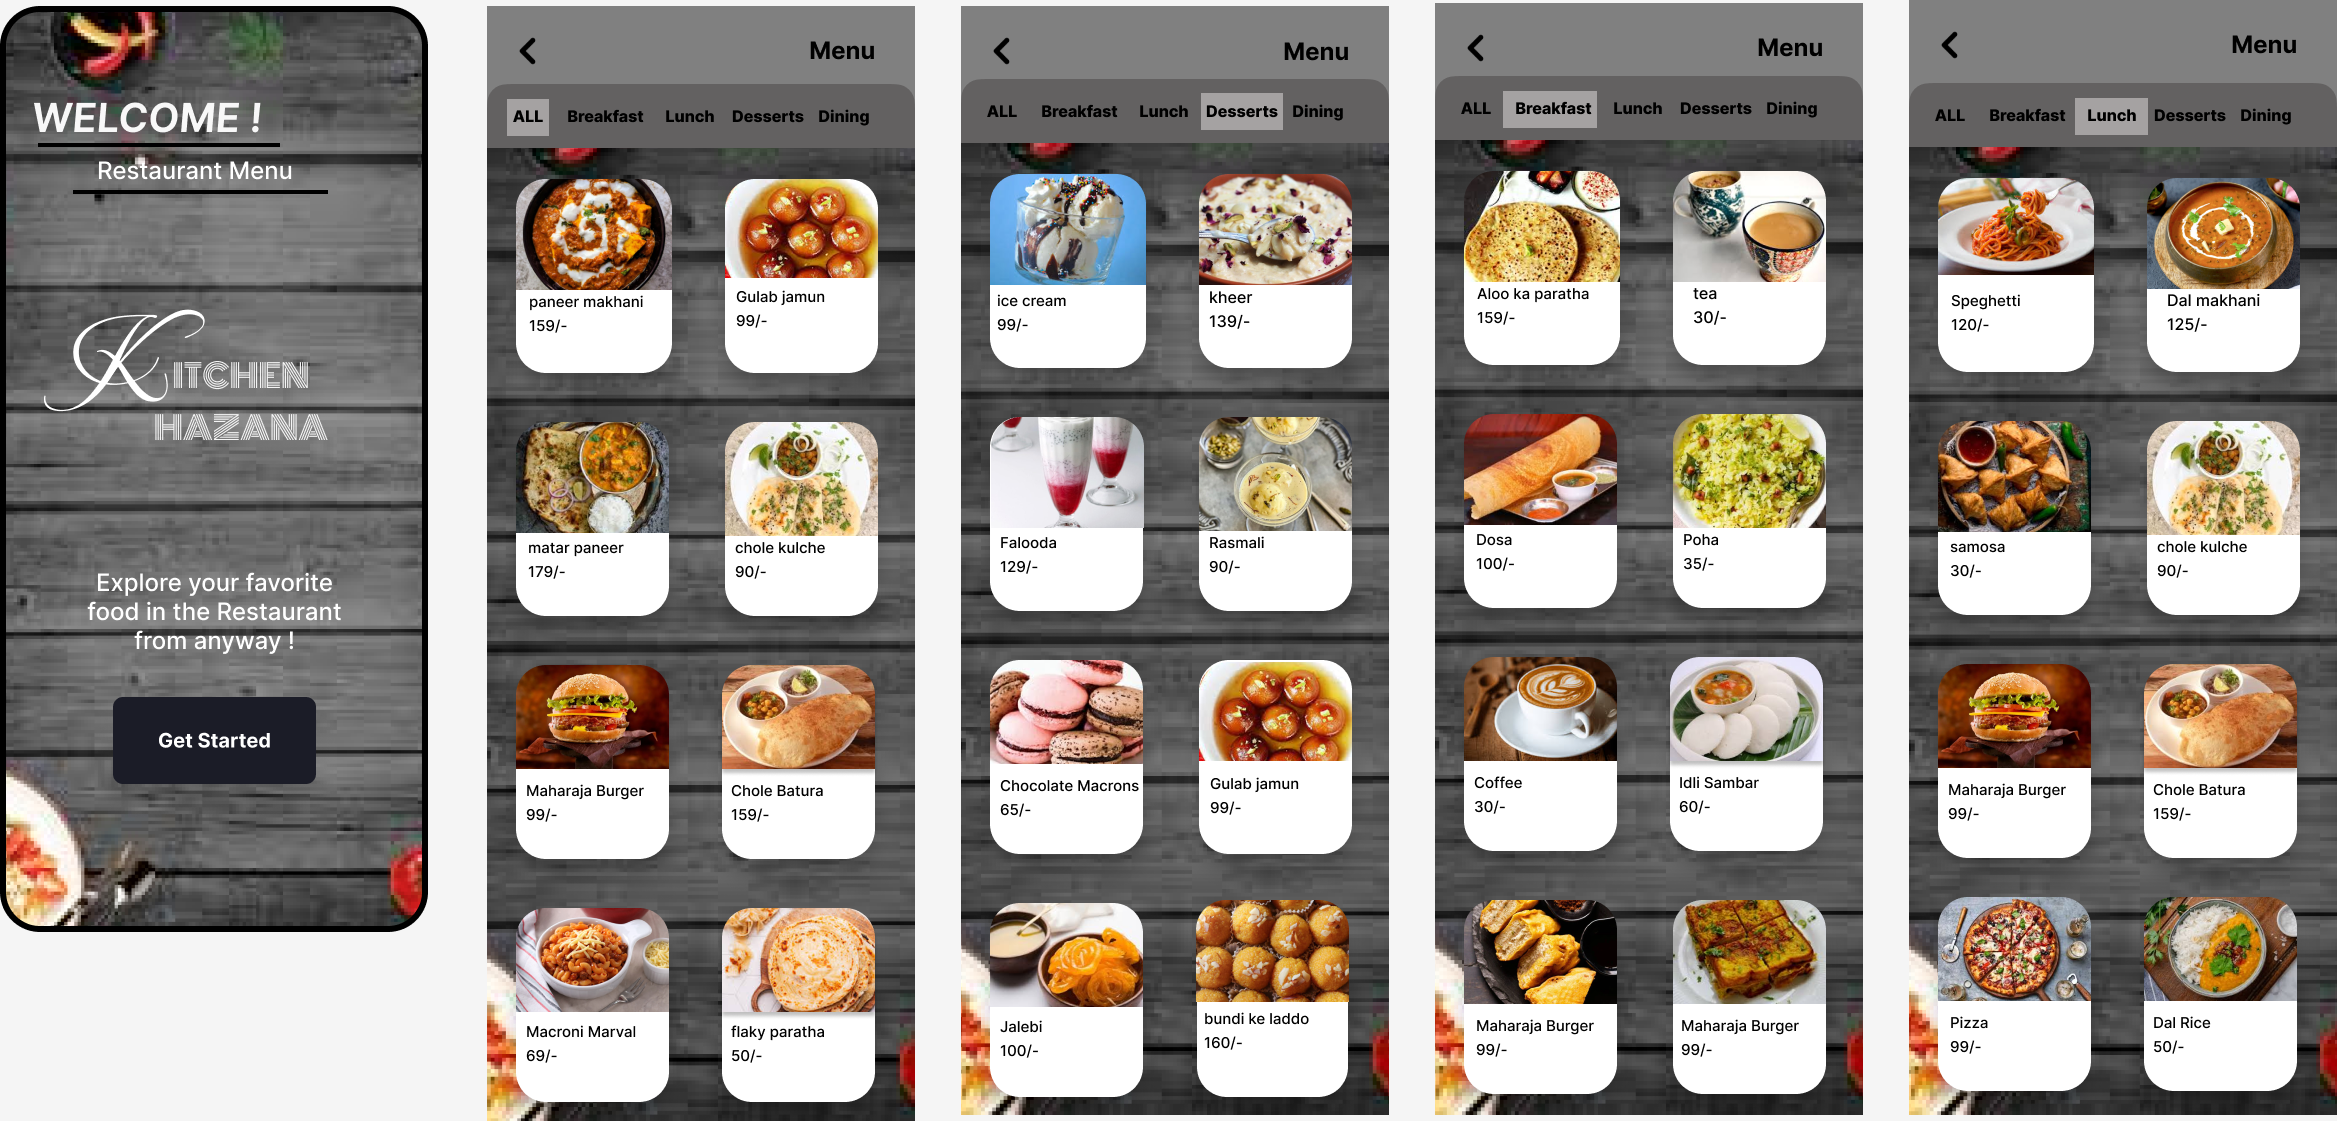 WELCOME !
Restaurant Menu
KITCHEN
HAZANA
Explore your favorite
food in the Restaurant
from anyway !
Get Started
Menu
ALL Breakfast Lunch Desserts Dining
paneer makhani
159/-
Gulab jamun
99/-
matar paneer
179/-
chole kulche
90/-
Maharaja Burger
99/-
Chole Batura
159/-
Macroni Marval
69/-
flaky paratha
50/-
Menu
ALL Breakfast Lunch Desserts Dining
ice cream
99/-
kheer
139/-
Falooda
129/-
Rasmali
90/-
Chocolate Macrons
65/-
Gulab jamun
99/-
Jalebi
100/-
bundi ke laddo
160/-
Menu
ALL Breakfast Lunch Desserts Dining
Aloo ka paratha
159/-
tea
30/-
Dosa
100/-
Poha
35/-
Coffee
30/-
Idli Sambar
60/-
Maharaja Burger
99/-
Maharaja Burger
99/-
Menu
ALL Breakfast Lunch Desserts Dining
Speghetti
120/-
Dal makhani
125/-
samosa
30/-
chole kulche
90/-
Maharaja Burger
99/-
Chole Batura
159/-
Pizza
99/-
Dal Rice
50/-